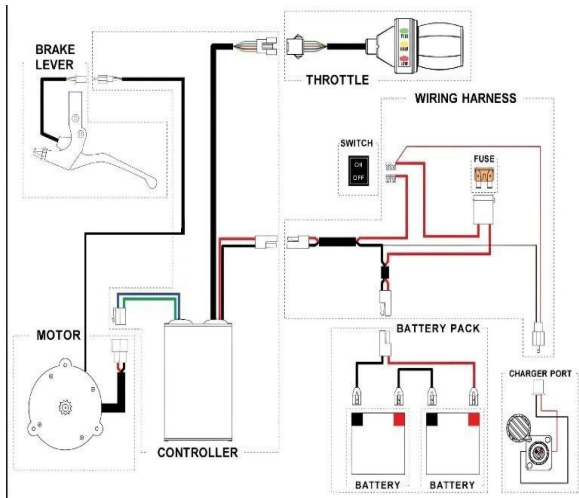 BRAKE
LEVER
THROTTLE
WIRING HARNESS
SWITCH
ON
OFF
FUSE
MOTOR
CONTROLLER
BATTERY PACK
BATTERY
BATTERY
CHARGER PORT